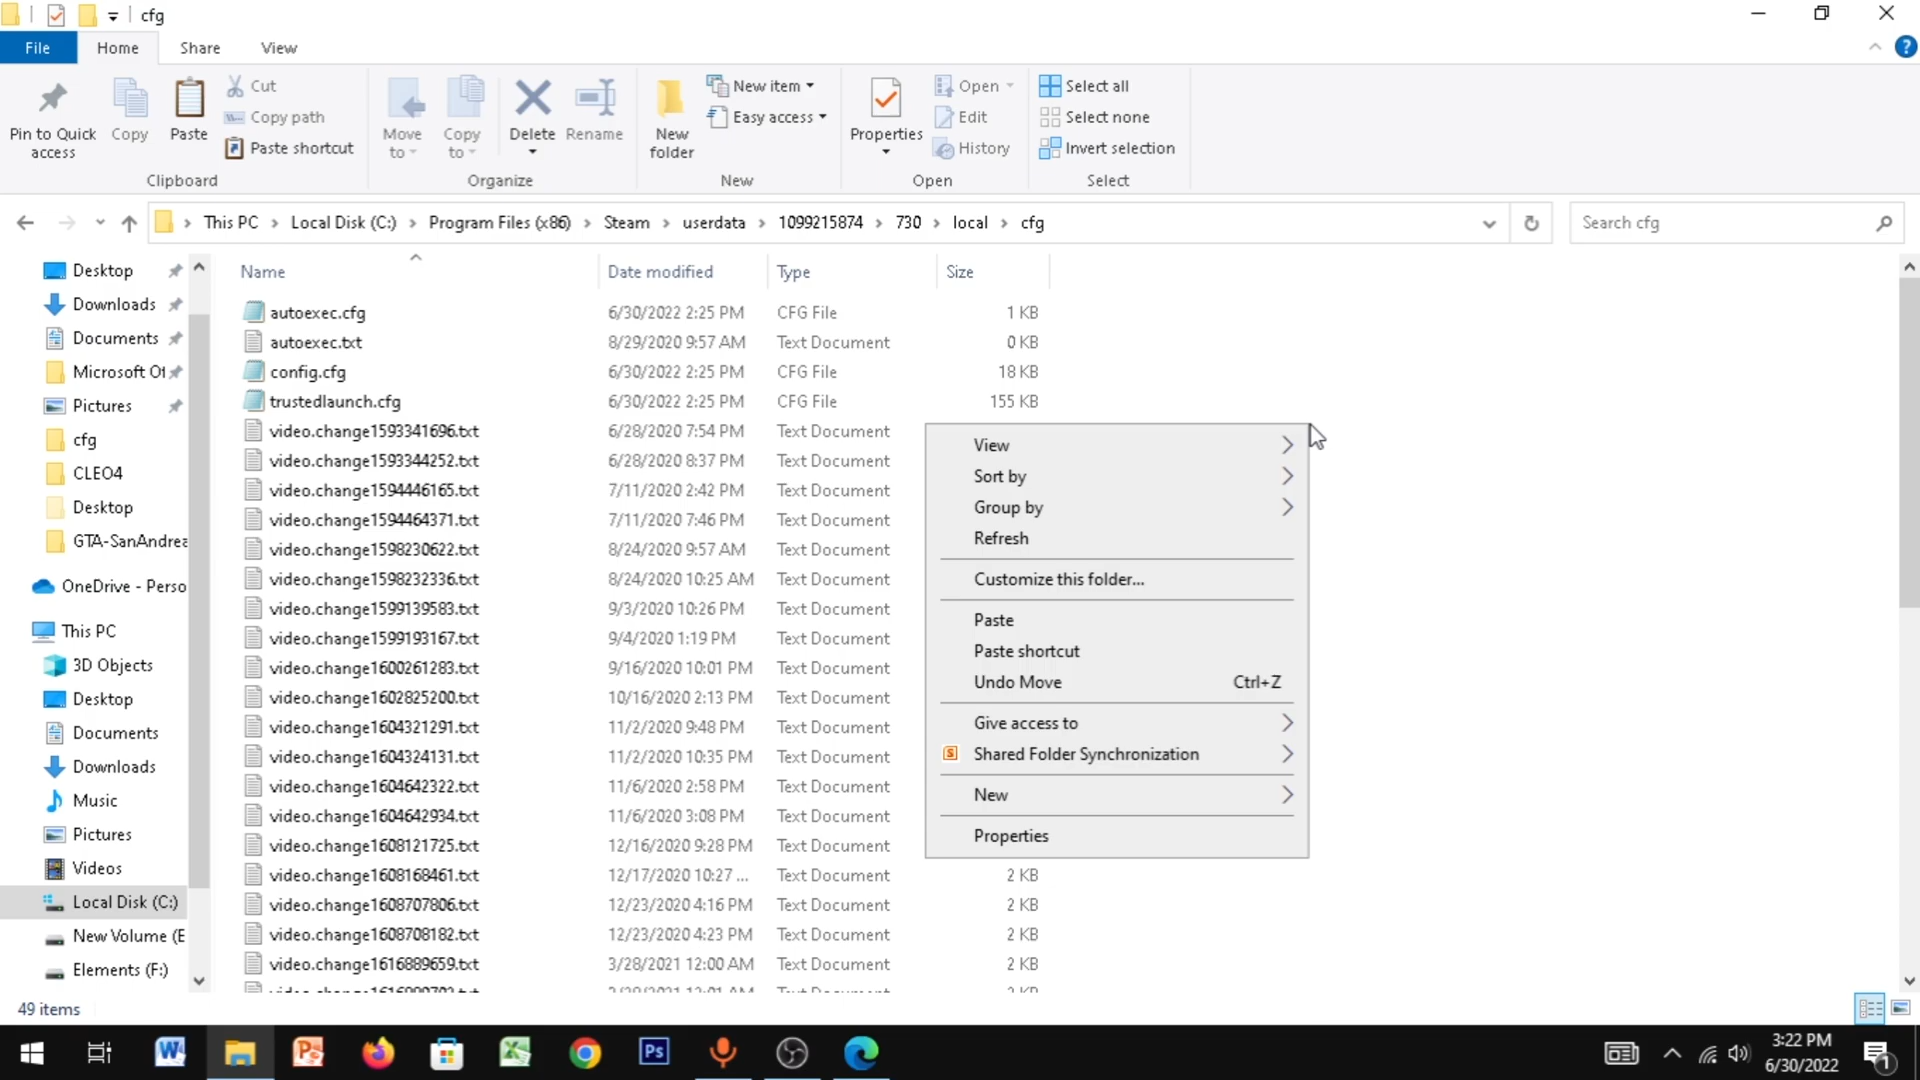 cfg
File Home Share View
Pin to Quick access
Copy
Paste
Cut
Copy path
Paste shortcut
Clipboard
Move to
Copy to
Delete
Rename
Organize
New folder
New item
Easy access
New
Properties
Open
Edit
History
Open
Select all
Select none
Invert selection
Select
This PC Local Disk (C:) Program Files (x86) Steam userdata 1099215874 730 local cfg
Search cfg
Desktop
Downloads
Documents
Microsoft Of
Pictures
cfg
CLEO4
Desktop
GTA-SanAndrea
OneDrive - Perso
This PC
3D Objects
Desktop
Documents
Downloads
Music
Pictures
Videos
Local Disk (C:)
New Volume (E
Elements (F:)
Name Date modified Type Size
autoexec.cfg 6/30/2022 2:25 PM CFG File 1 KB
autoexec.txt 8/29/2020 9:57 AM Text Document 0 KB
config.cfg 6/30/2022 2:25 PM CFG File 18 KB
trustedlaunch.cfg 6/30/2022 2:25 PM CFG File 155 KB
video.change1593341696.txt 6/28/2020 7:54 PM Text Document
video.change1593344252.txt 6/28/2020 8:37 PM Text Document
video.change1594446165.txt 7/11/2020 2:42 PM Text Document
video.change1594464371.txt 7/11/2020 7:46 PM Text Document
video.change1598230622.txt 8/24/2020 9:57 AM Text Document
video.change1598232336.txt 8/24/2020 10:25 AM Text Document
video.change1599139583.txt 9/3/2020 10:26 PM Text Document
video.change1599193167.txt 9/4/2020 1:19 PM Text Document
video.change1600261283.txt 9/16/2020 10:01 PM Text Document
video.change1602825200.txt 10/16/2020 2:13 PM Text Document
video.change1604321291.txt 11/2/2020 9:48 PM Text Document
video.change1604324131.txt 11/2/2020 10:35 PM Text Document
video.change1604642322.txt 11/6/2020 2:58 PM Text Document
video.change1604642934.txt 11/6/2020 3:08 PM Text Document
video.change1608121725.txt 12/16/2020 9:28 PM Text Document
video.change1608168461.txt 12/17/2020 10:27 ... Text Document 2 KB
video.change1608707806.txt 12/23/2020 4:16 PM Text Document 2 KB
video.change1608708182.txt 12/23/2020 4:23 PM Text Document 2 KB
video.change1616889659.txt 3/28/2021 12:00 AM Text Document 2 KB
View
Sort by
Group by
Refresh
Customize this folder...
Paste
Paste shortcut
Undo Move Ctrl+Z
Give access to
S Shared Folder Synchronization
New
Properties
49 items
3:22 PM
6/30/2022
1